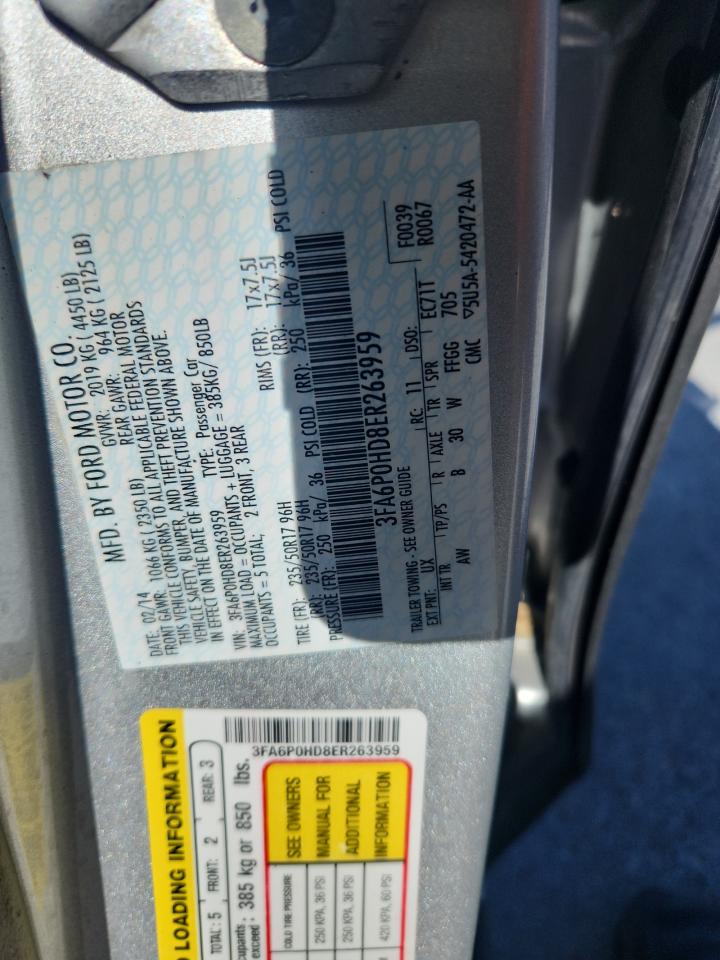 MFD. BY FORD MOTOR CO.
DATE: 02/14 GVWR: 2019 KG ( 4450 LB)
FRONT GAWR: 1066 KG ( 2350 LB) REAR GAWR: 964 KG ( 2125 LB)
THIS VEHICLE CONFORMS TO ALL APPLICABLE FEDERAL MOTOR
VEHICLE SAFETY, BUMPER, AND THEFT PREVENTION STANDARDS
IN EFFECT ON THE DATE OF MANUFACTURE SHOWN ABOVE.
VIN: 3FA6P0HD8ER263959 TYPE: Passenger Car
MAXIMUM LOAD = OCCUPANTS + LUGGAGE = 385KG/ 850LB
OCCUPANTS = 5 TOTAL; 2 FRONT, 3 REAR
TIRE (FR): 235/50R17 96H RIMS (FR): 17x7.5J
(RR): 235/50R17 96H (RR): 17x7.5J
PRESSURE (FR): 250 kPa/ 36 PSI COLD (RR): 250 kPa/ 36 PSI COLD
3FA6P0HD8ER263959
F0039
R0067
TRAILER TOWING - SEE OWNER GUIDE RC: 11 DSO:
EXT PNT: UX EC71T
INT TR TP/PS R AXLE TR SPR 705
AW B 30 W FFGG
CMC ▽5U5A-5420472-AA
LOADING INFORMATION
TOTAL: 5 FRONT: 2 REAR: 3
exceed: 385 kg or 850 lbs.
3FA6P0HD8ER263959
COLD TIRE PRESSURE
250 KPA, 36 PSI
250 KPA, 36 PSI
420 KPA, 60 PSI
SEE OWNERS
MANUAL FOR
ADDITIONAL
INFORMATION